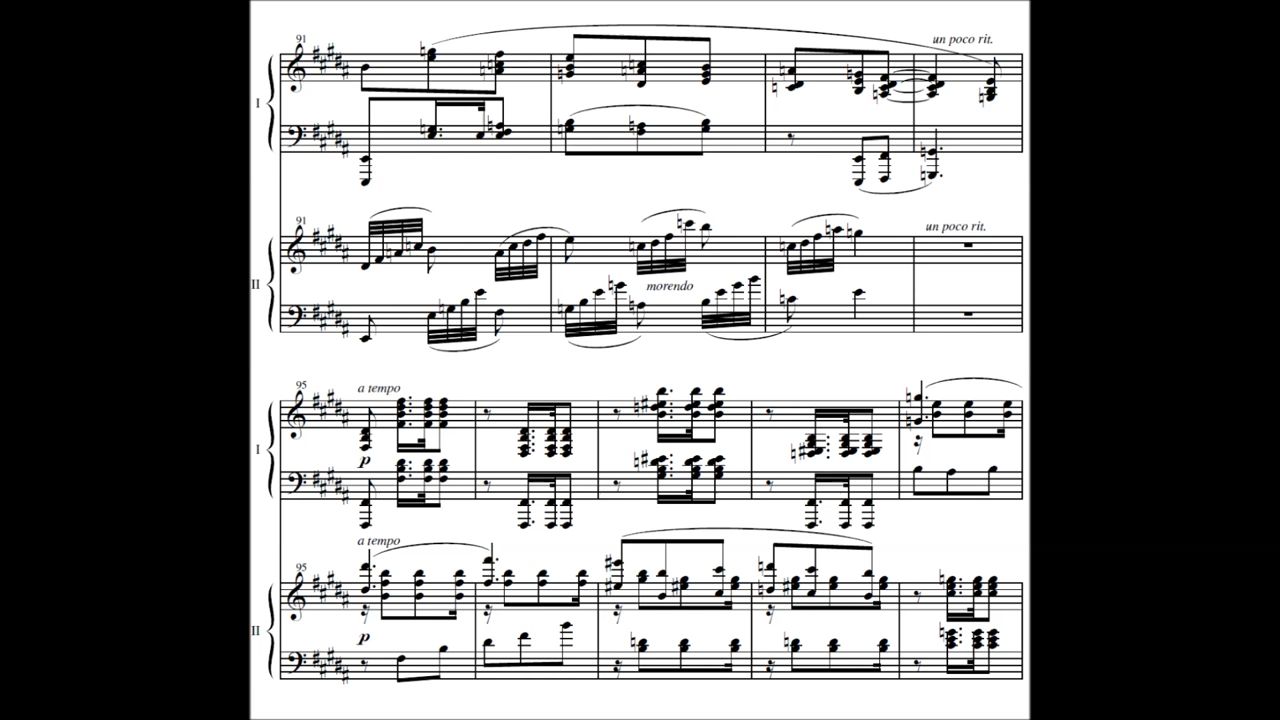 91
un poco rit.
I
91
un poco rit.
II
morendo
95
a tempo
I
p
a tempo
95
II
p